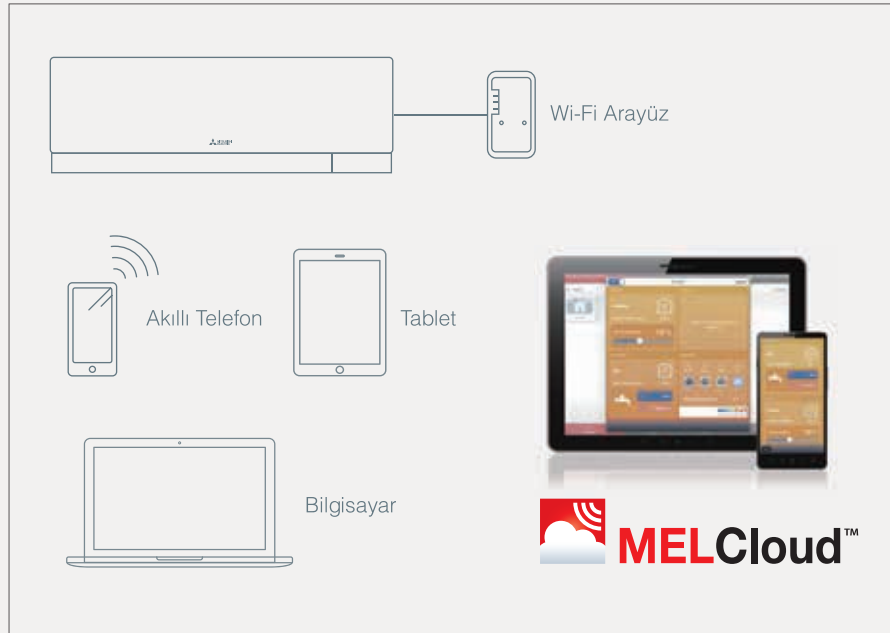 Wi-Fi Arayüz
Akıllı Telefon
Tablet
Bilgisayar
MELCloud™